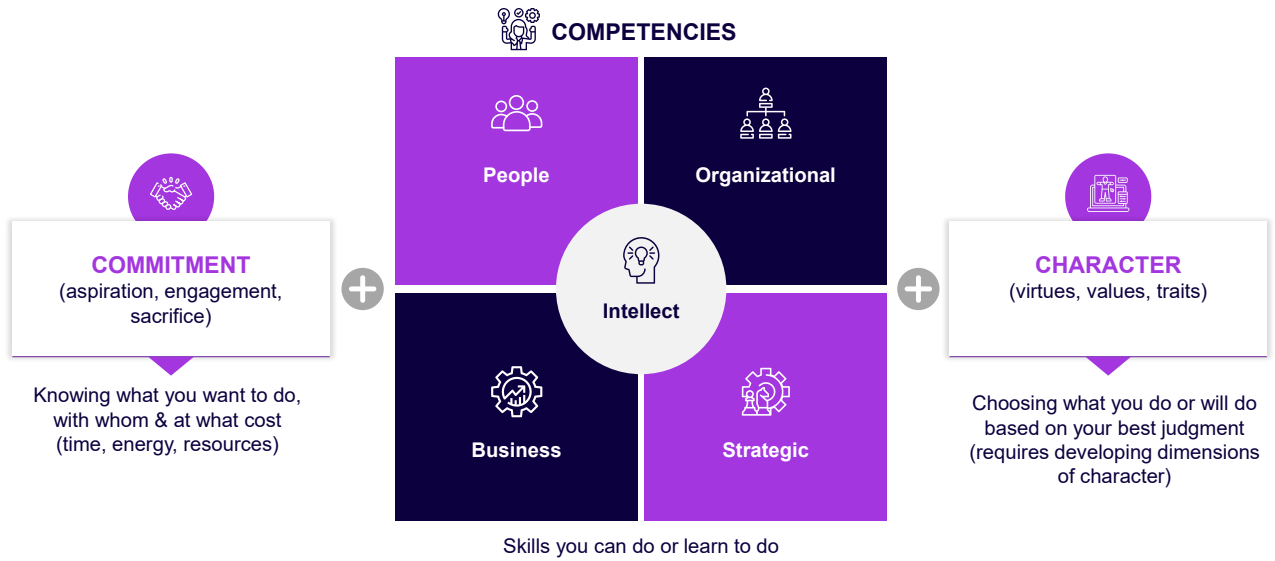 COMPETENCIES
People
Organizational
Intellect
Business
Strategic
Skills you can do or learn to do
COMMITMENT
(aspiration, engagement,
sacrifice)
Knowing what you want to do,
with whom & at what cost
(time, energy, resources)
CHARACTER
(virtues, values, traits)
Choosing what you do or will do
based on your best judgment
(requires developing dimensions
of character)